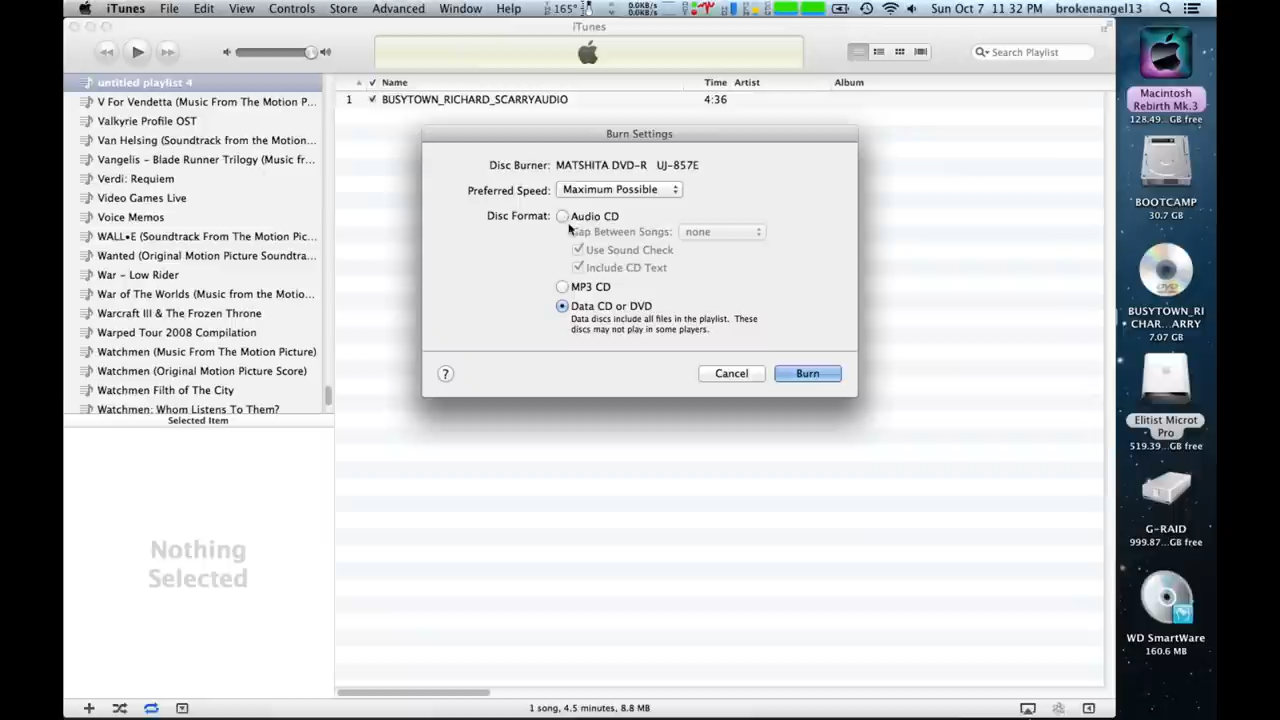 iTunes File Edit View Controls Store Advanced Window Help 165° 0.0KB/s 0.0KB/s Sun Oct 7 11:32 PM brokenangel13
iTunes
Search Playlist
untitled playlist 4
V For Vendetta (Music From The Motion P...
Valkyrie Profile OST
Van Helsing (Soundtrack from the Motion...
Vangelis – Blade Runner Trilogy (Music fr...
Verdi: Requiem
Video Games Live
Voice Memos
WALL•E (Soundtrack from the Motion Pic...
Wanted (Original Motion Picture Soundtra...
War – Low Rider
War of The Worlds (Music from the Motio...
Warcraft III & The Frozen Throne
Warped Tour 2008 Compilation
Watchmen (Music From The Motion Picture)
Watchmen (Original Motion Picture Score)
Watchmen Filth of The City
Watchmen: Whom Listens To Them?
Selected Item
Nothing
Selected
Name Time Artist Album
1 BUSYTOWN_RICHARD_SCARRYAUDIO 4:36
Burn Settings
Disc Burner: MATSHITA DVD-R UJ-857E
Preferred Speed: Maximum Possible
Disc Format: Audio CD
Gap Between Songs: none
Use Sound Check
Include CD Text
MP3 CD
Data CD or DVD
Data discs include all files in the playlist. These
discs may not play in some players.
? Cancel Burn
1 song, 4.5 minutes, 8.8 MB
Macintosh
Rebirth Mk.3
128.49...GB free
BOOTCAMP
30.7 GB
DVD
BUSYTOWN_RI
CHAR...ARRY
7.07 GB
Elitist Microt
Pro
519.39...GB free
G-RAID
999.87...GB free
WD SmartWare
160.6 MB